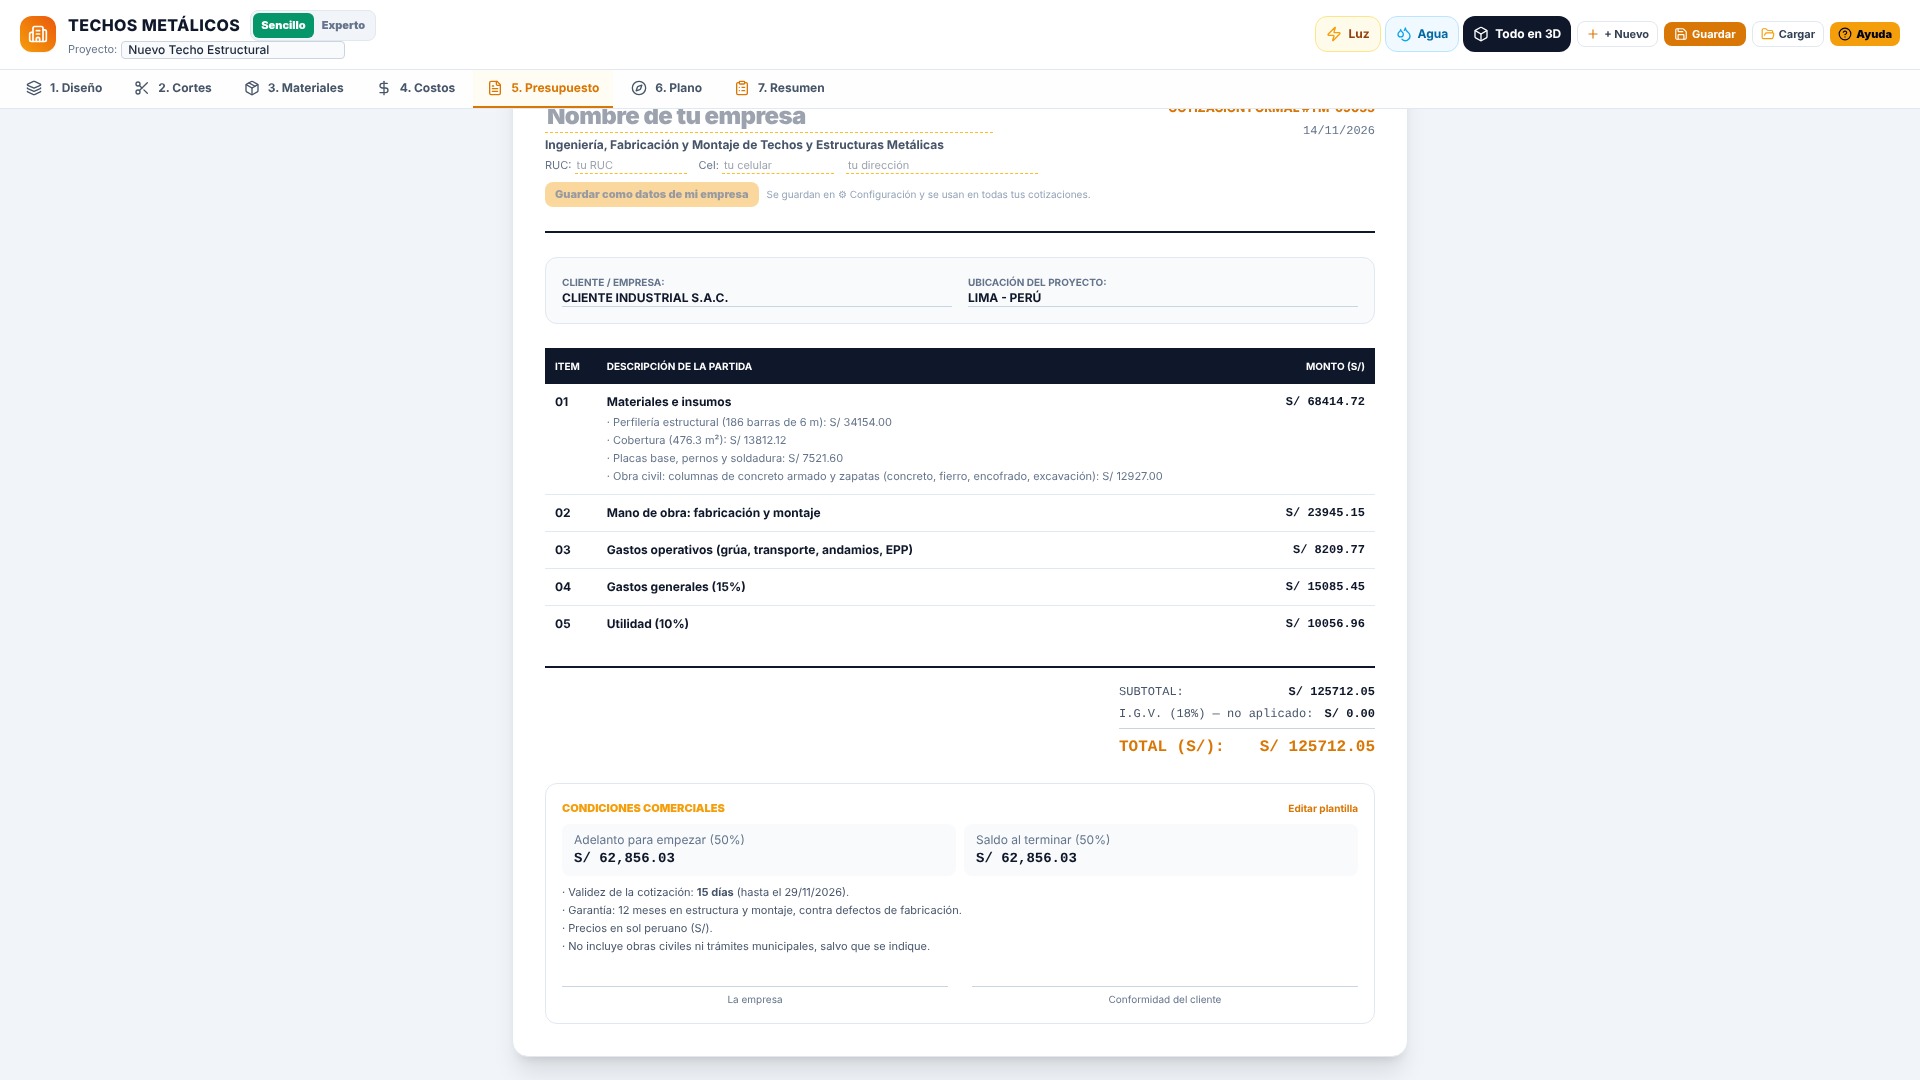 TECHOS METÁLICOS
Sencillo Experto
Proyecto: Nuevo Techo Estructural
Luz
Agua
Todo en 3D
+ Nuevo
Guardar
Cargar
Ayuda
1. Diseño
2. Cortes
3. Materiales
4. Costos
5. Presupuesto
6. Plano
7. Resumen
Nombre de tu empresa
14/11/2026
Ingeniería, Fabricación y Montaje de Techos y Estructuras Metálicas
RUC: tu RUC Cel: tu celular tu dirección
Guardar como datos de mi empresa Se guardan en ⚙ Configuración y se usan en todas tus cotizaciones.
CLIENTE / EMPRESA:
CLIENTE INDUSTRIAL S.A.C.
UBICACIÓN DEL PROYECTO:
LIMA - PERÚ
ITEM DESCRIPCIÓN DE LA PARTIDA MONTO (S/)
01 Materiales e insumos S/ 68414.72
· Perfilería estructural (186 barras de 6 m): S/ 34154.00
· Cobertura (476.3 m²): S/ 13812.12
· Placas base, pernos y soldadura: S/ 7521.60
· Obra civil: columnas de concreto armado y zapatas (concreto, fierro, encofrado, excavación): S/ 12927.00
02 Mano de obra: fabricación y montaje S/ 23945.15
03 Gastos operativos (grúa, transporte, andamios, EPP) S/ 8209.77
04 Gastos generales (15%) S/ 15085.45
05 Utilidad (10%) S/ 10056.96
SUBTOTAL: S/ 125712.05
I.G.V. (18%) — no aplicado: S/ 0.00
TOTAL (S/): S/ 125712.05
CONDICIONES COMERCIALES Editar plantilla
Adelanto para empezar (50%)
S/ 62,856.03
Saldo al terminar (50%)
S/ 62,856.03
· Validez de la cotización: 15 días (hasta el 29/11/2026).
· Garantía: 12 meses en estructura y montaje, contra defectos de fabricación.
· Precios en sol peruano (S/).
· No incluye obras civiles ni trámites municipales, salvo que se indique.
La empresa
Conformidad del cliente